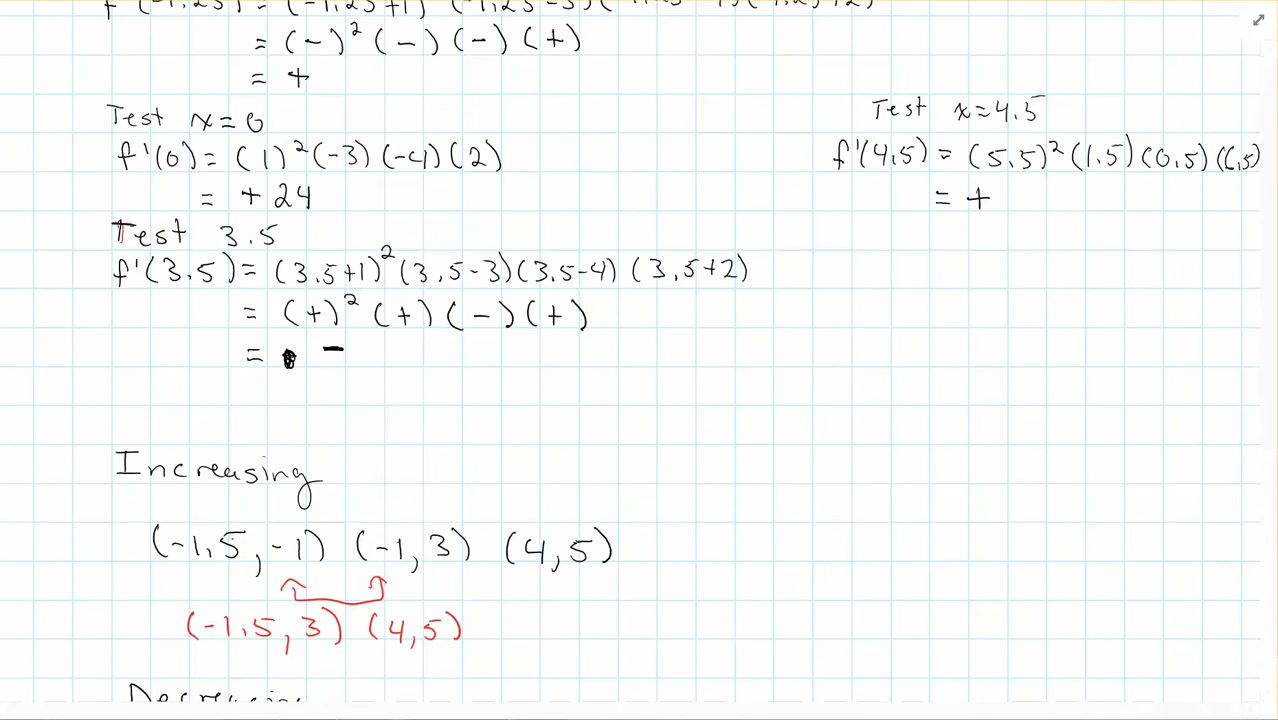 = (-)² (-) (-) (+)
= +
Test x=0
f'(0) = (1)²(-3)(-4)(2)
= +24
Test 3.5
f'(3.5) = (3.5+1)²(3.5-3)(3.5-4)(3.5+2)
= (+)² (+) (-) (+)
= -
Test x=4.5
f'(4.5) = (5.5)²(1.5)(0.5)(6.5)
= +
Increasing
(-1.5,-1) (-1,3) (4,5)
(-1.5,3) (4,5)
Decreasing